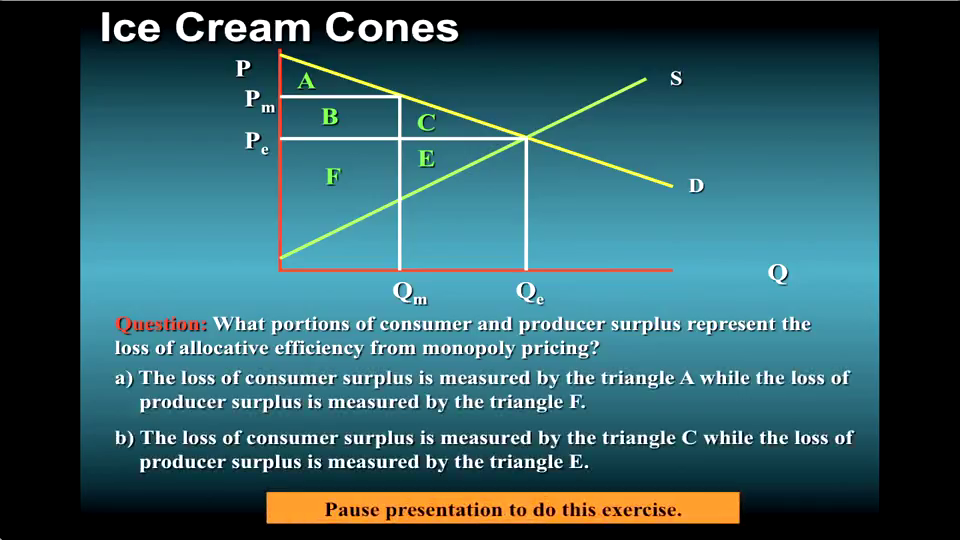 Ice Cream Cones
P
A
S
Pm
B
C
Pe
E
F
D
Q
Qm
Qe
Question: What portions of consumer and producer surplus represent the
loss of allocative efficiency from monopoly pricing?
a) The loss of consumer surplus is measured by the triangle A while the loss of
producer surplus is measured by the triangle F.
b) The loss of consumer surplus is measured by the triangle C while the loss of
producer surplus is measured by the triangle E.
Pause presentation to do this exercise.